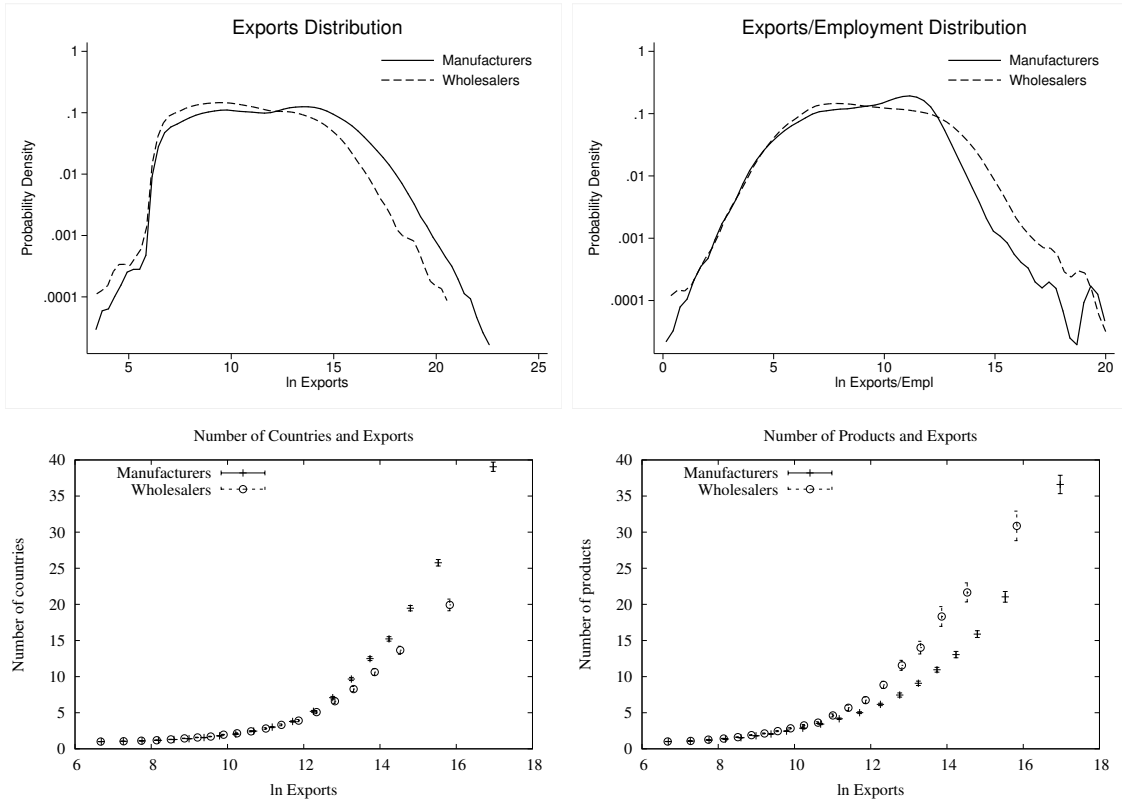 Exports Distribution
Manufacturers
Wholesalers
Probability Density
1
.1
.01
.001
.0001
5 10 15 20 25
ln Exports
Exports/Employment Distribution
Manufacturers
Wholesalers
Probability Density
1
.1
.01
.001
.0001
0 5 10 15 20
ln Exports/Empl
Number of Countries and Exports
Manufacturers
Wholesalers
Number of countries
40
35
30
25
20
15
10
5
0
6 8 10 12 14 16 18
ln Exports
Number of Products and Exports
Manufacturers
Wholesalers
Number of products
40
35
30
25
20
15
10
5
0
6 8 10 12 14 16 18
ln Exports